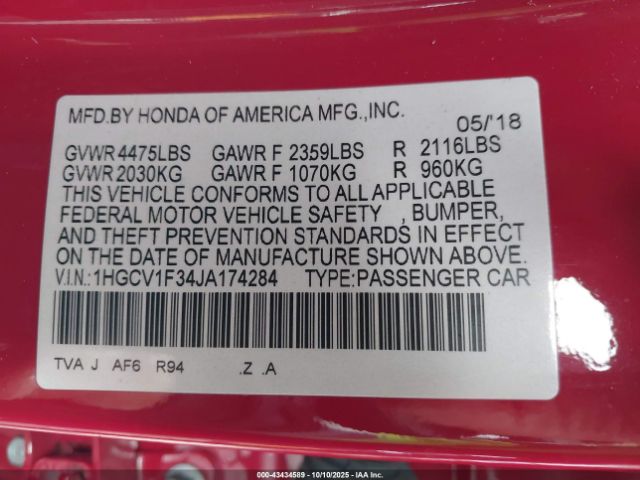 MFD.BY HONDA OF AMERICA MFG.,INC.
05/'18
GVWR 4475LBS GAWR F 2359LBS R 2116LBS
GVWR 2030KG GAWR F 1070KG R 960KG
THIS VEHICLE CONFORMS TO ALL APPLICABLE
FEDERAL MOTOR VEHICLE SAFETY , BUMPER,
AND THEFT PREVENTION STANDARDS IN EFFECT
ON THE DATE OF MANUFACTURE SHOWN ABOVE.
V.I.N.:1HGCV1F34JA174284 TYPE:PASSENGER CAR
TVA J AF6 R94 .Z .A
000-43434589 - 10/10/2025 - IAA Inc.